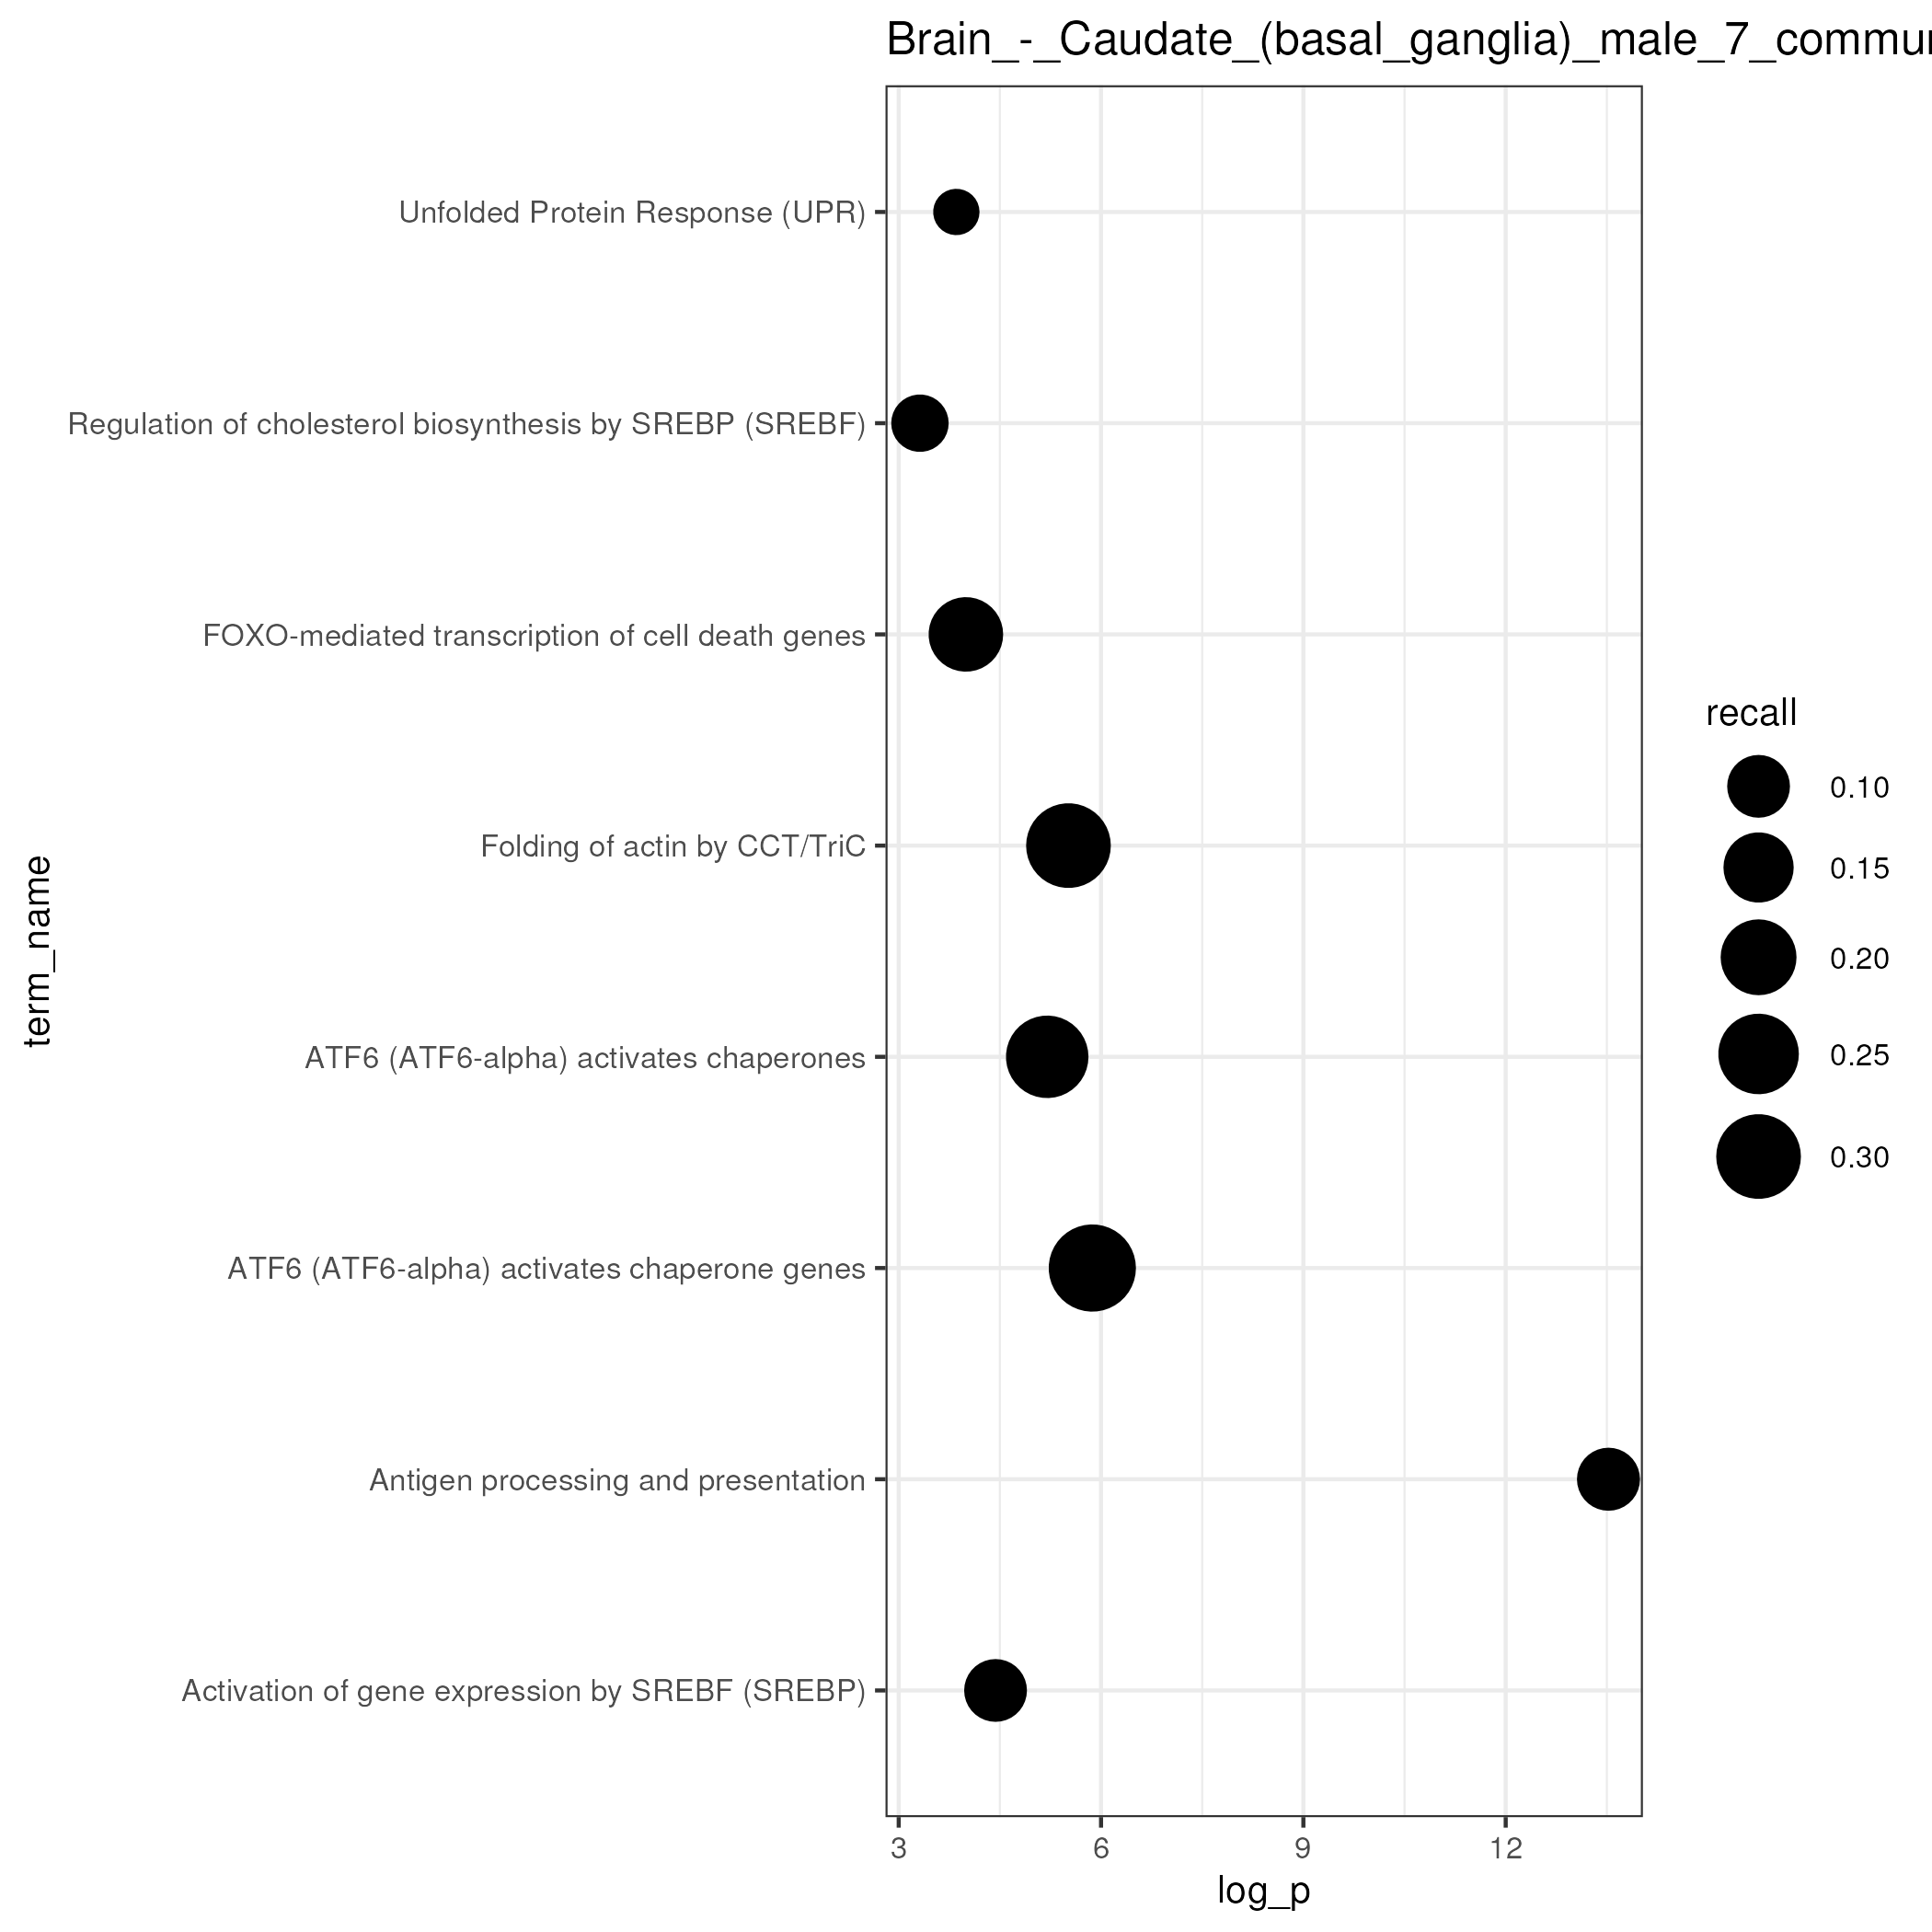 Brain_-_Caudate_(basal_ganglia)_male_7_commu
Unfolded Protein Response (UPR)
Regulation of cholesterol biosynthesis by SREBP (SREBF)
FOXO-mediated transcription of cell death genes
Folding of actin by CCT/TriC
ATF6 (ATF6-alpha) activates chaperones
ATF6 (ATF6-alpha) activates chaperone genes
Antigen processing and presentation
Activation of gene expression by SREBF (SREBP)
term_name
3 6 9 12
log_p
recall
0.10
0.15
0.20
0.25
0.30